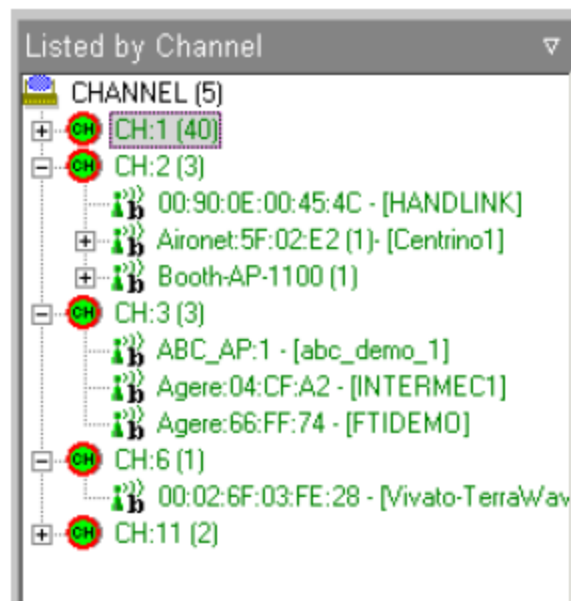 Listed by Channel
CHANNEL (5)
CH:1 (40)
CH:2 (3)
b 00:90:0E:00:45:4C - [HANDLINK]
b Aironet:5F:02:E2 (1)- [Centrino1]
b Booth-AP-1100 (1)
CH:3 (3)
b ABC_AP:1 - [abc_demo_1]
b Agere:04:CF:A2 - [INTERMEC1]
b Agere:66:FF:74 - [FTIDEMO]
CH:6 (1)
b 00:02:6F:03:FE:28 - [Vivato-TerraWav
CH:11 (2)